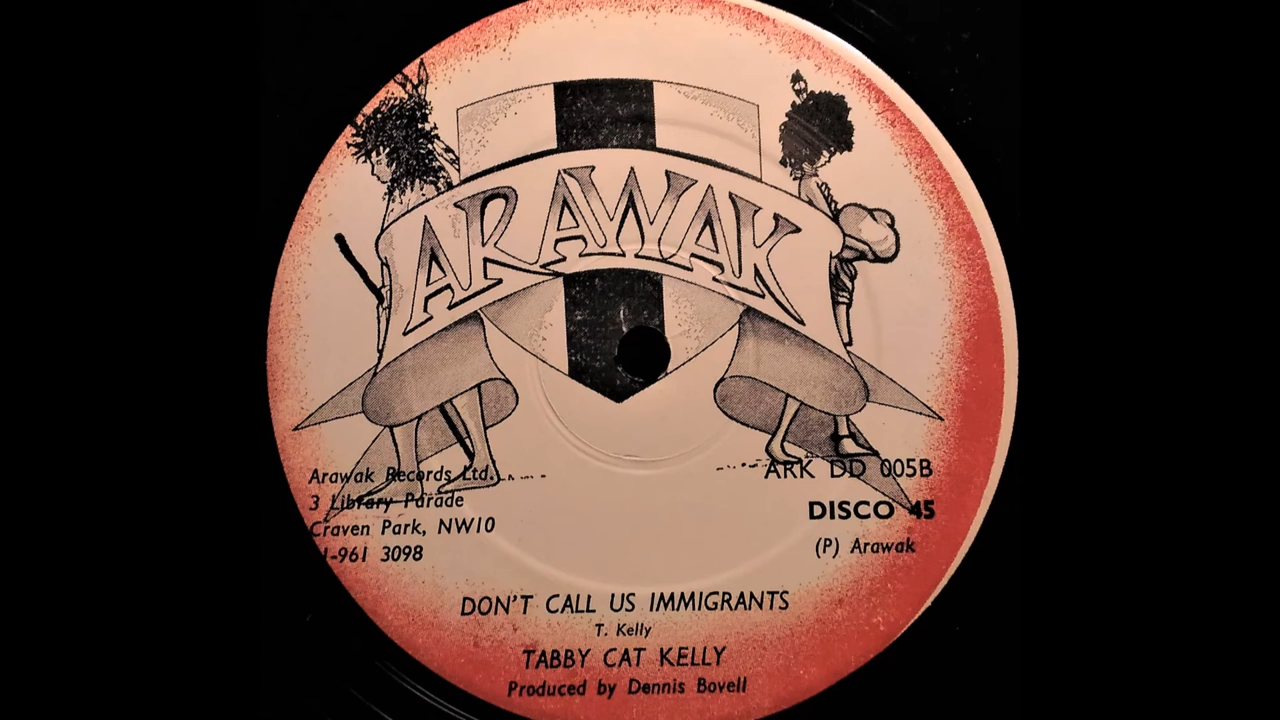 ARAWAK
Arawak Records Ltd.
3 Library Parade
Craven Park, NW10
1-961 3098
ARK DD 005B
DISCO 45
(P) Arawak
DON'T CALL US IMMIGRANTS
T. Kelly
TABBY CAT KELLY
Produced by Dennis Bovell